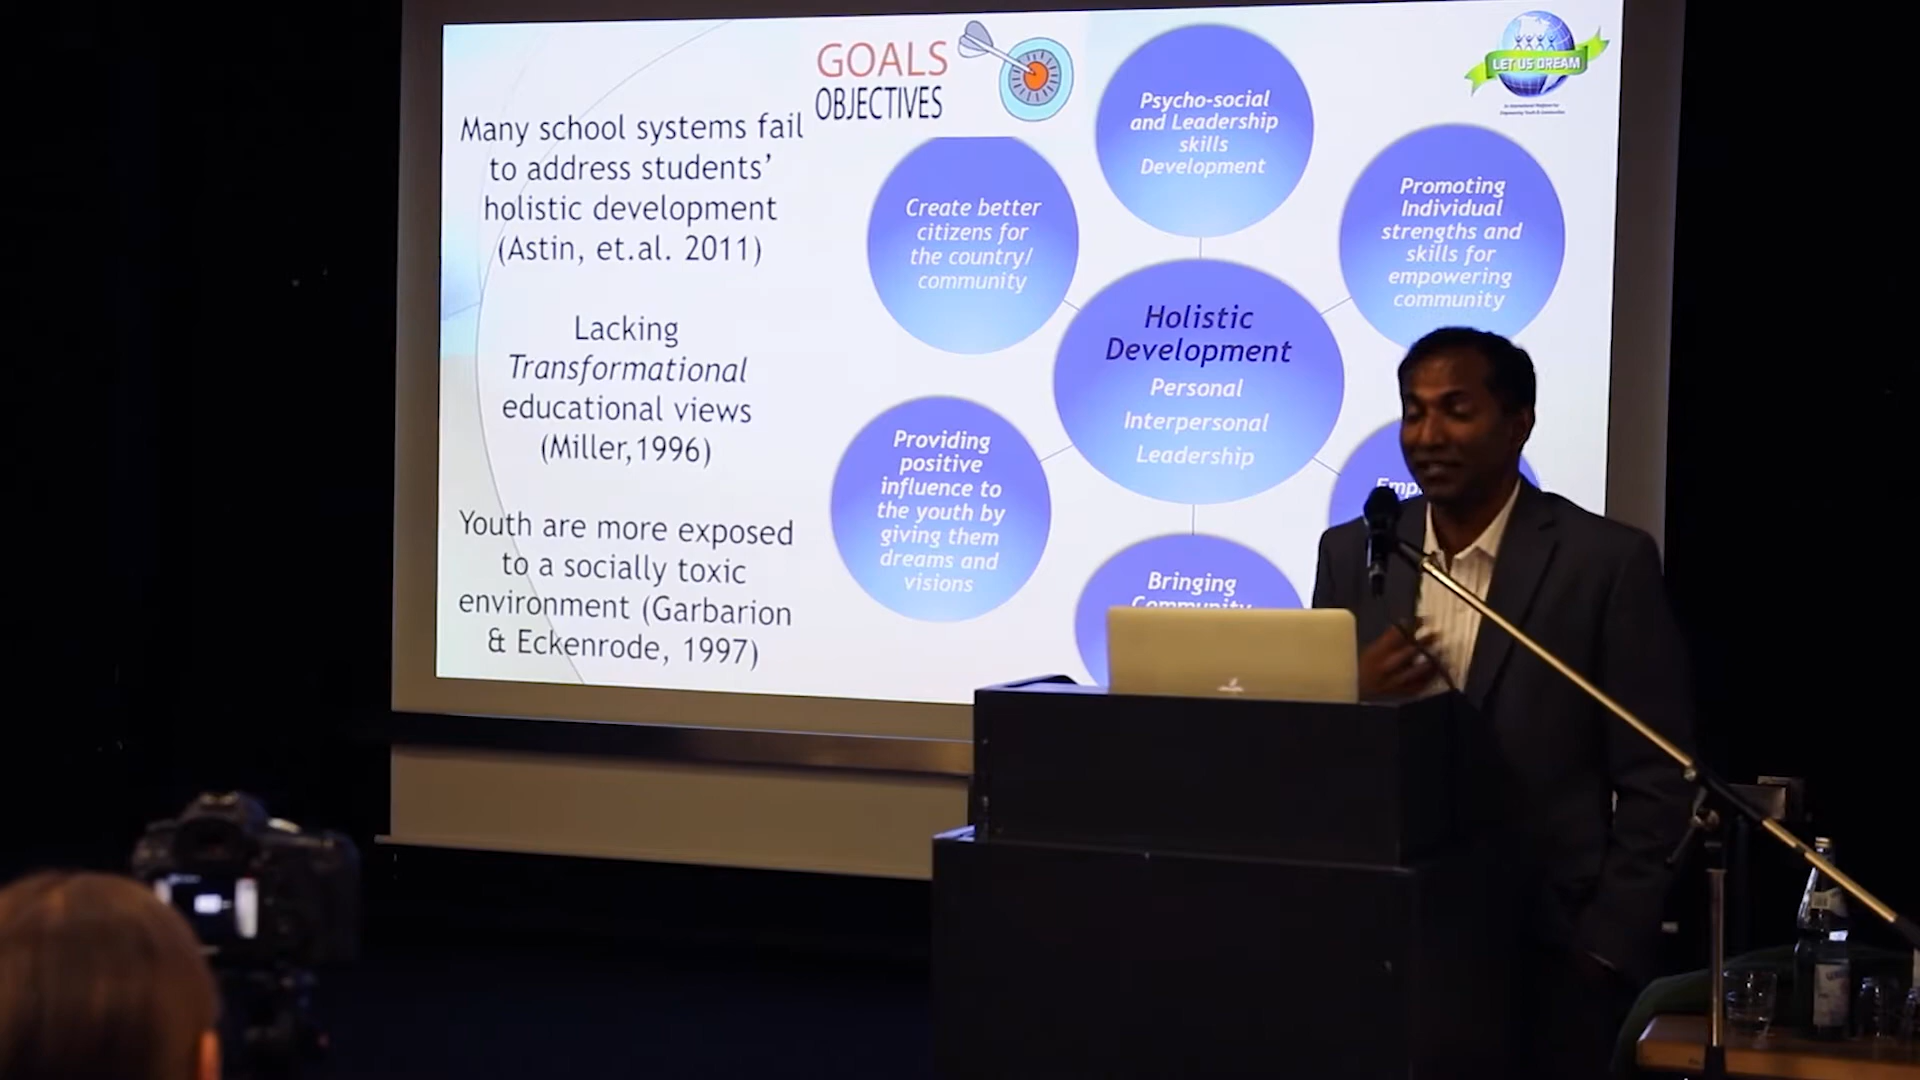 GOALS
OBJECTIVES
LET US DREAM
Many school systems fail
to address students’
holistic development
(Astin, et.al. 2011)
Lacking
Transformational
educational views
(Miller,1996)
Youth are more exposed
to a socially toxic
environment (Garbarion
& Eckenrode, 1997)
Psycho-social
and Leadership
skills
Development
Create better
citizens for
the country/
community
Promoting
Individual
strengths and
skills for
empowering
community
Holistic
Development
Personal
Interpersonal
Leadership
Providing
positive
influence to
the youth by
giving them
dreams and
visions
Bringing
Community